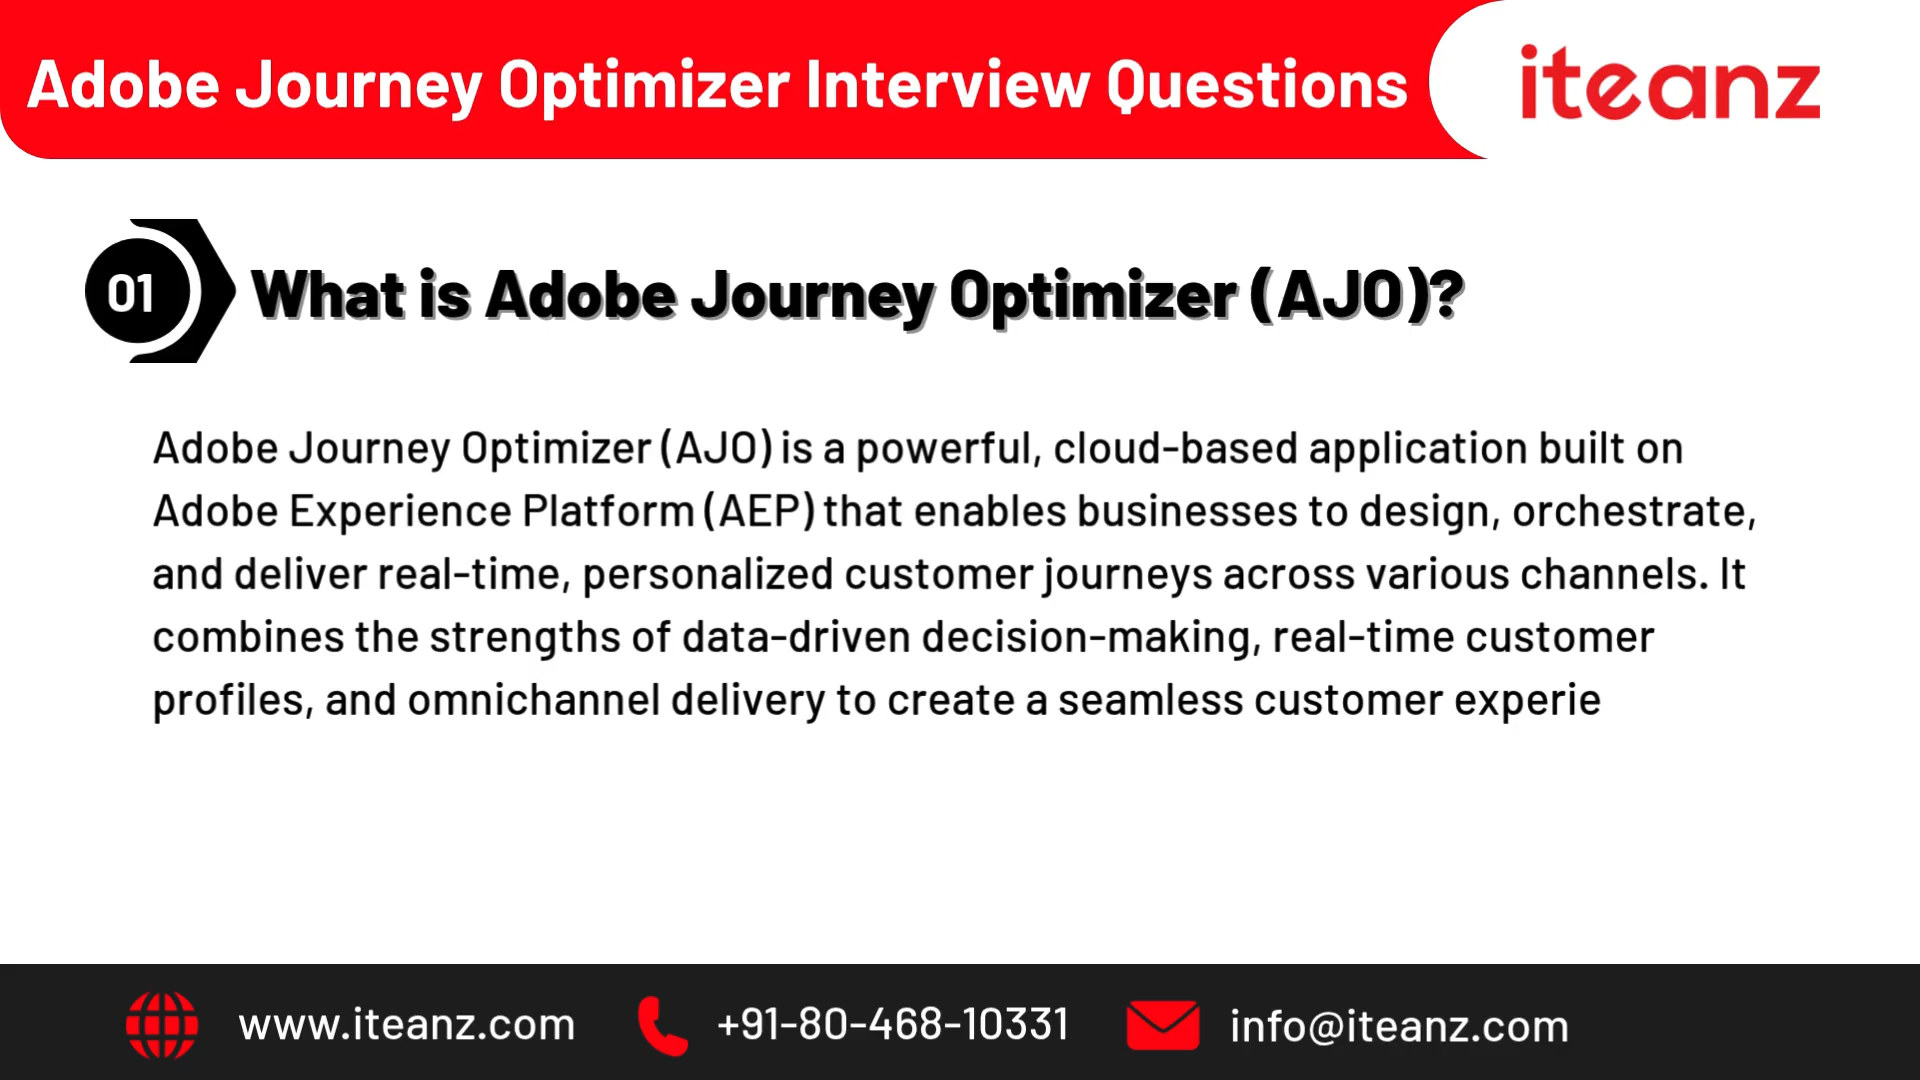 Adobe Journey Optimizer Interview Questions
iteanz
01
What is Adobe Journey Optimizer (AJO)?
Adobe Journey Optimizer (AJO) is a powerful, cloud-based application built on
Adobe Experience Platform (AEP) that enables businesses to design, orchestrate,
and deliver real-time, personalized customer journeys across various channels. It
combines the strengths of data-driven decision-making, real-time customer
profiles, and omnichannel delivery to create a seamless customer experie
www.iteanz.com
+91-80-468-10331
info@iteanz.com